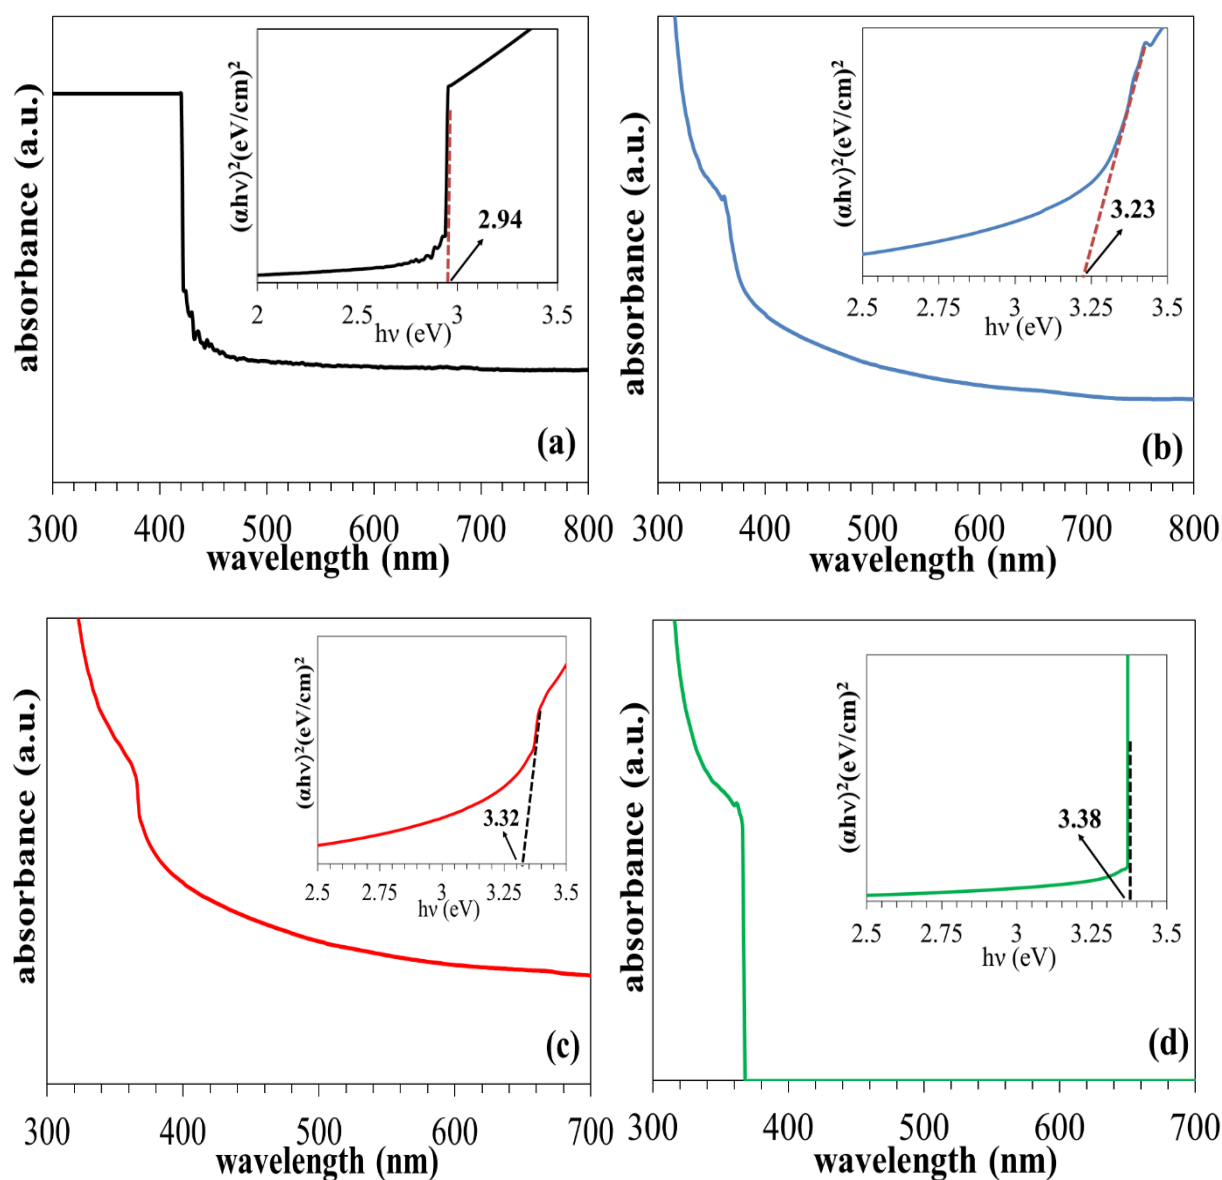 absorbance (a.u.)
(αhν)²(eV/cm)²
2.94
2 2.5 3 3.5
hν (eV)
(a)
300 400 500 600 700 800
wavelength (nm)
absorbance (a.u.)
(αhν)²(eV/cm)²
3.23
2.5 2.75 3 3.25 3.5
hν (eV)
(b)
300 400 500 600 700 800
wavelength (nm)
absorbance (a.u.)
(αhν)²(eV/cm)²
3.32
2.5 2.75 3 3.25 3.5
hν (eV)
(c)
300 400 500 600 700
wavelength (nm)
absorbance (a.u.)
(αhν)²(eV/cm)²
3.38
2.5 2.75 3 3.25 3.5
hν (eV)
(d)
300 400 500 600 700
wavelength (nm)